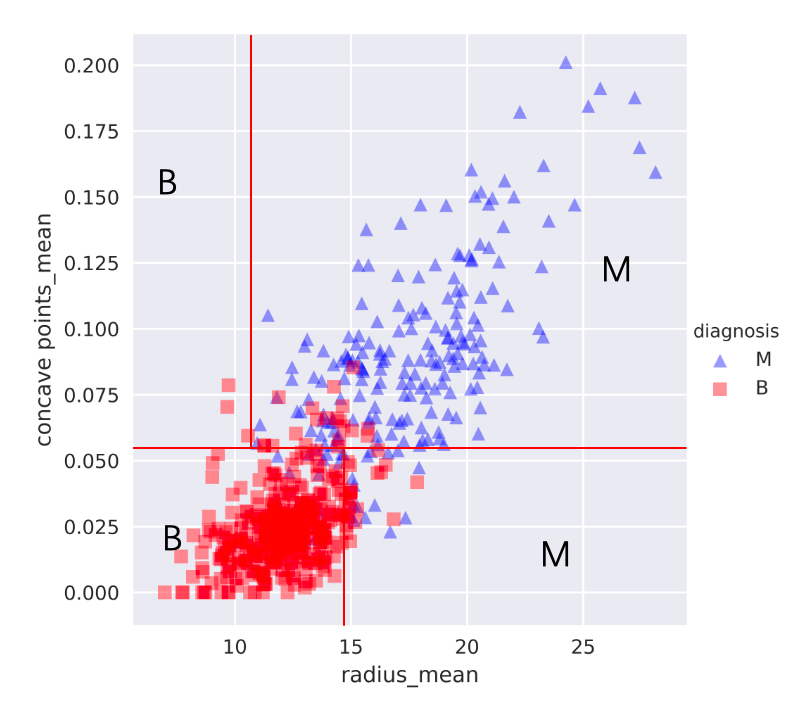 0.200
0.175
0.150
0.125
0.100
0.075
0.050
0.025
0.000
concave points_mean
B
M
B
M
10 15 20 25
radius_mean
diagnosis
M
B